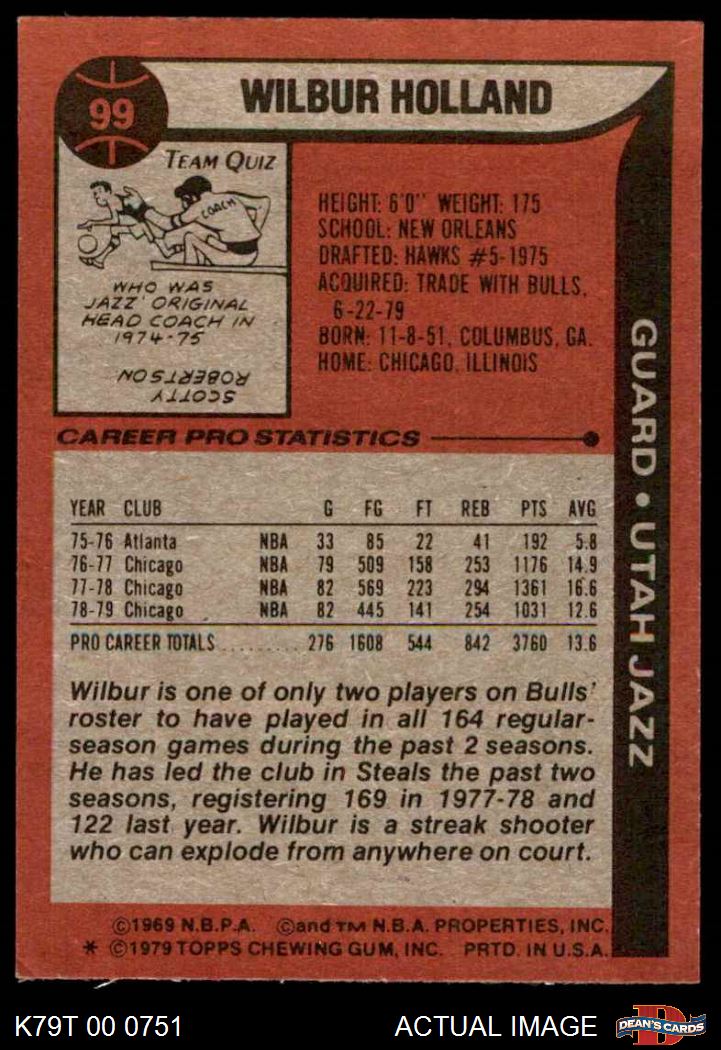 99
WILBUR HOLLAND
TEAM QUIZ
COACH
WHO WAS
JAZZ' ORIGINAL
HEAD COACH IN
1974-75
SCOTTY
ROBERTSON
HEIGHT: 6'0" WEIGHT: 175
SCHOOL: NEW ORLEANS
DRAFTED: HAWKS #5-1975
ACQUIRED: TRADE WITH BULLS,
6-22-79
BORN: 11-8-51, COLUMBUS, GA.
HOME: CHICAGO, ILLINOIS
GUARD • UTAH JAZZ
CAREER PRO STATISTICS
YEAR CLUB G FG FT REB PTS AVG
75-76 Atlanta NBA 33 85 22 41 192 5.8
76-77 Chicago NBA 79 509 158 253 1176 14.9
77-78 Chicago NBA 82 569 223 294 1361 16.6
78-79 Chicago NBA 82 445 141 254 1031 12.6
PRO CAREER TOTALS ......... 276 1608 544 842 3760 13.6
Wilbur is one of only two players on Bulls'
roster to have played in all 164 regular-
season games during the past 2 seasons.
He has led the club in Steals the past two
seasons, registering 169 in 1977-78 and
122 last year. Wilbur is a streak shooter
who can explode from anywhere on court.
©1969 N.B.P.A. ©and TM N.B.A. PROPERTIES, INC.
* ©1979 TOPPS CHEWING GUM, INC. PRTD. IN U.S.A.
K79T 00 0751
ACTUAL IMAGE
D
DEAN'S CARDS